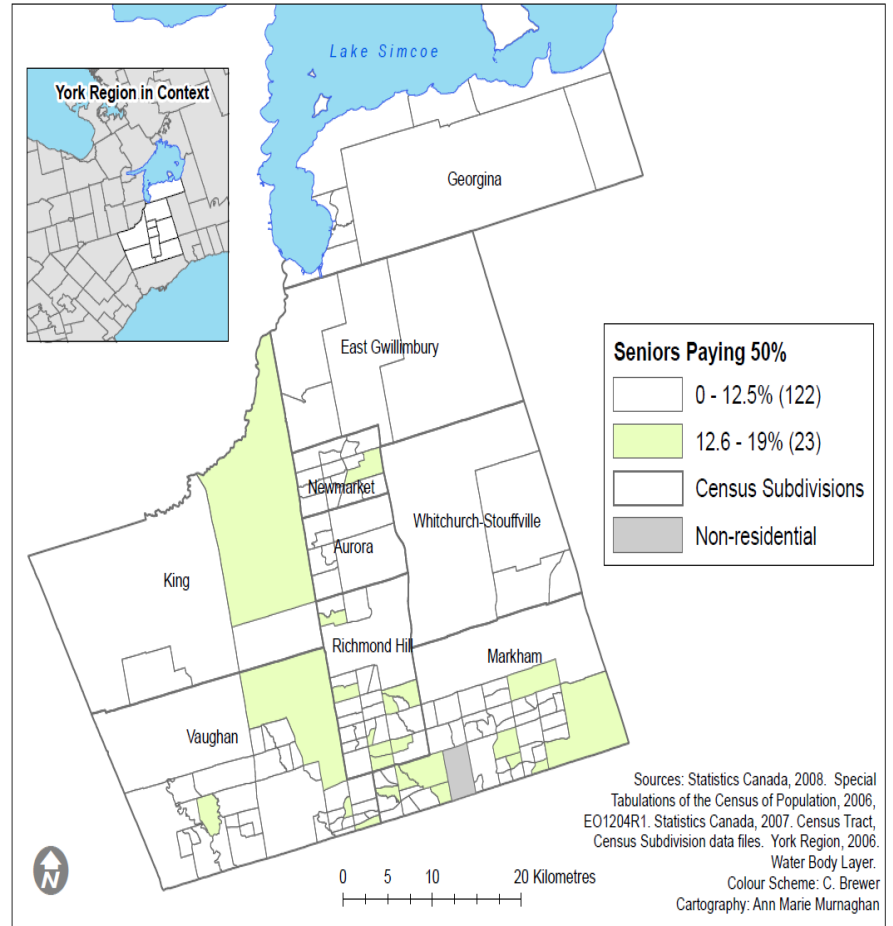 Lake Simcoe
York Region in Context
Georgina
East Gwillimbury
Seniors Paying 50%
0 - 12.5% (122)
12.6 - 19% (23)
Census Subdivisions
Non-residential
Newmarket
Whitchurch-Stouffville
Aurora
King
Richmond Hill
Markham
Vaughan
Sources: Statistics Canada, 2008. Special
Tabulations of the Census of Population, 2006,
EO1204R1. Statistics Canada, 2007. Census Tract,
Census Subdivision data files. York Region, 2006.
Water Body Layer.
Colour Scheme: C. Brewer
Cartography: Ann Marie Murnaghan
N
0 5 10 20 Kilometres